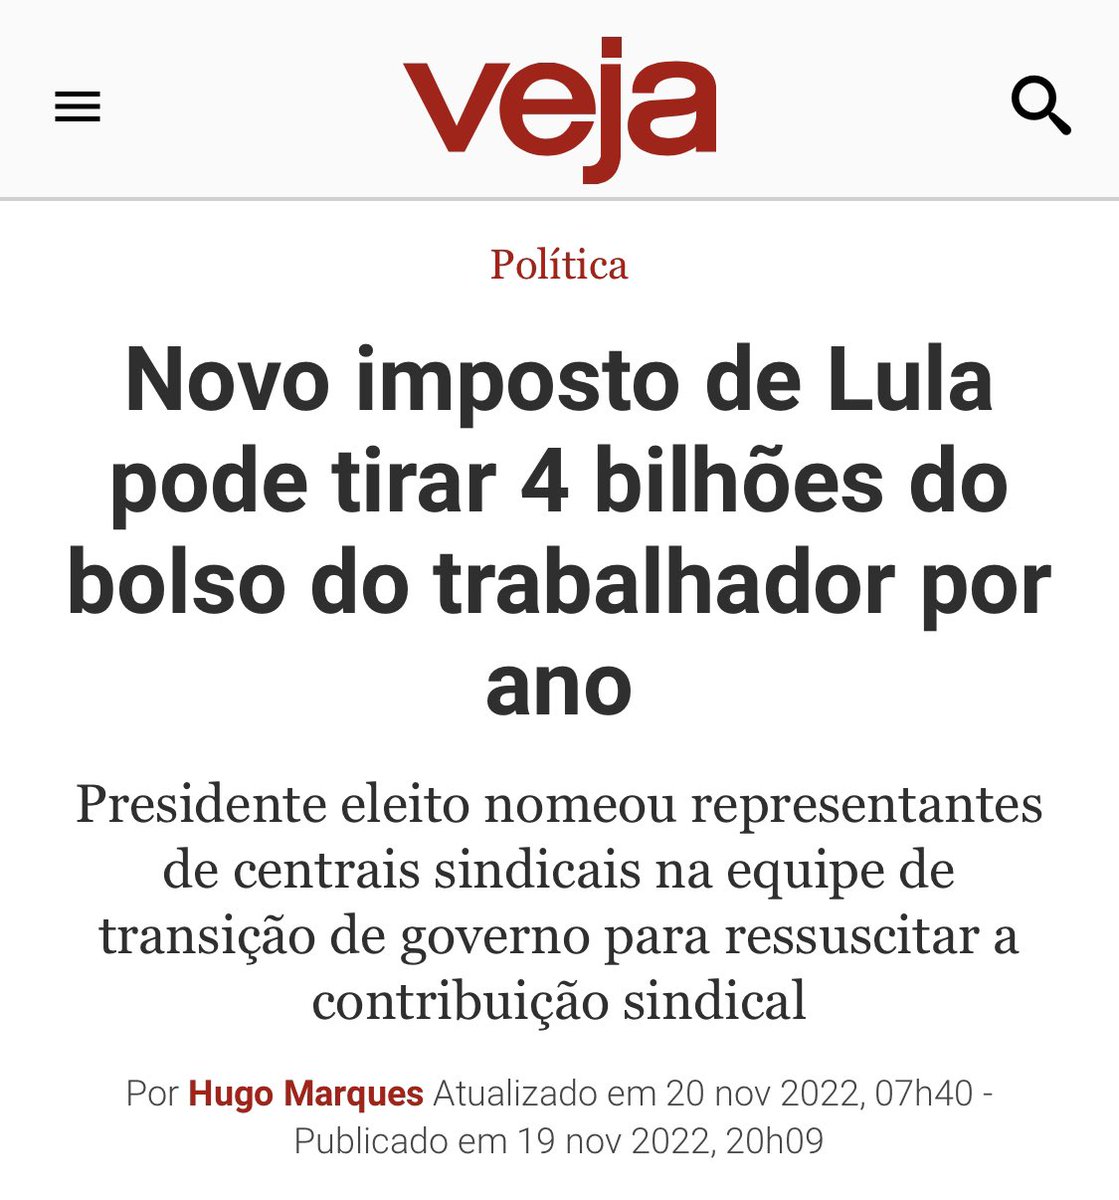 veja
Política
Novo imposto de Lula
pode tirar 4 bilhões do
bolso do trabalhador por
ano
Presidente eleito nomeou representantes
de centrais sindicais na equipe de
transição de governo para ressuscitar a
contribuição sindical
Por Hugo Marques Atualizado em 20 nov 2022, 07h40 -
Publicado em 19 nov 2022, 20h09